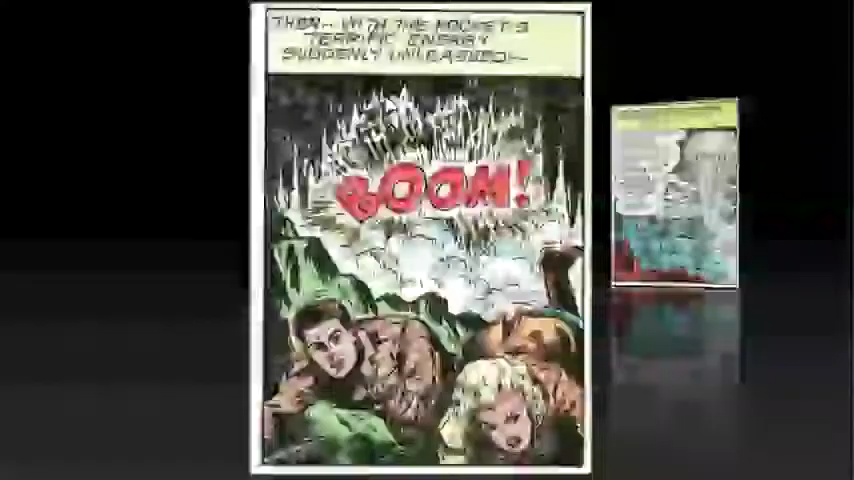 THEN-- WITH THE ROCKET'S
TERRIFIC ENERGY
SUDDENLY UNLEASHED!--
BOOM!